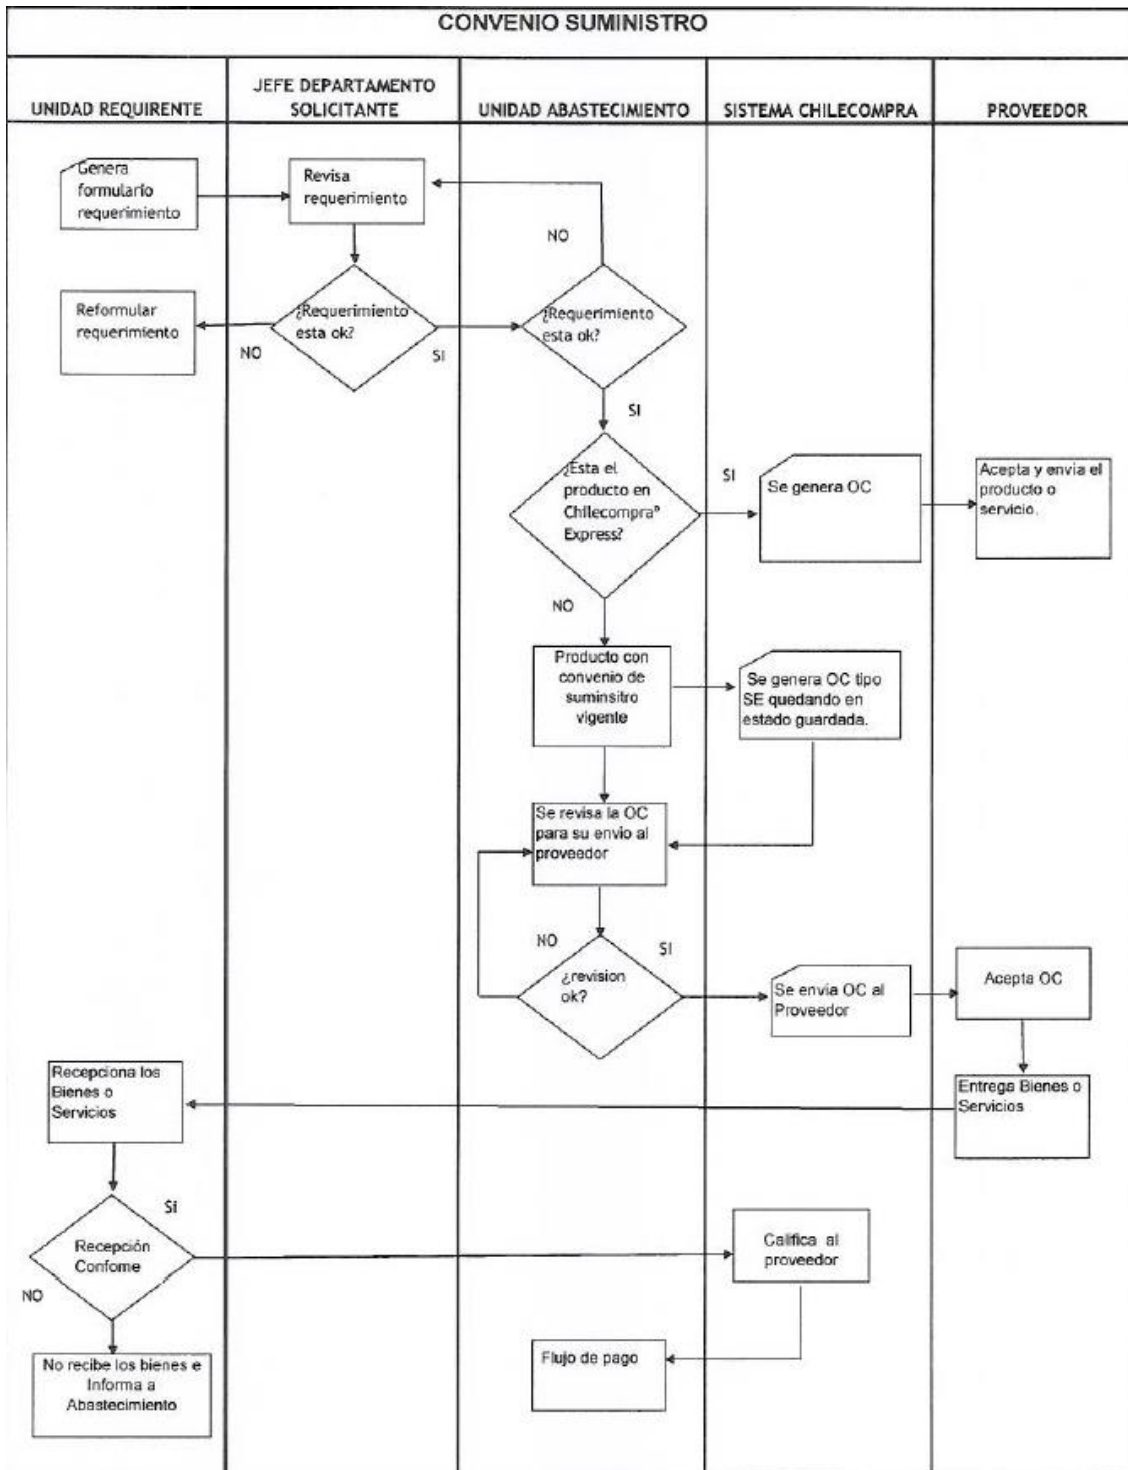 CONVENIO SUMINISTRO
UNIDAD REQUIRENTE
JEFE DEPARTAMENTO
SOLICITANTE
UNIDAD ABASTECIMIENTO
SISTEMA CHILECOMPRA
PROVEEDOR
Genera
formulario
requerimiento
Revisa
requerimiento
NO
Reformular
requerimiento
¿Requerimiento
esta ok?
NO
SI
¿Requerimiento
esta ok?
SI
¿Esta el
producto en
Chilecompraº
Express?
SI
Se genera OC
Acepta y envia el
producto o
servicio.
NO
Producto con
convenio de
suminsitro
vigente
Se genera OC tipo
SE quedando en
estado guardada.
Se revisa la OC
para su envio al
proveedor
NO
SI
¿revision
ok?
Se envia OC al
Proveedor
Acepta OC
Recepciona los
Bienes o
Servicios
Entrega Bienes o
Servicios
SI
Recepción
Confome
NO
Califica al
proveedor
No recibe los bienes e
Informa a
Abastecimiento
Flujo de pago